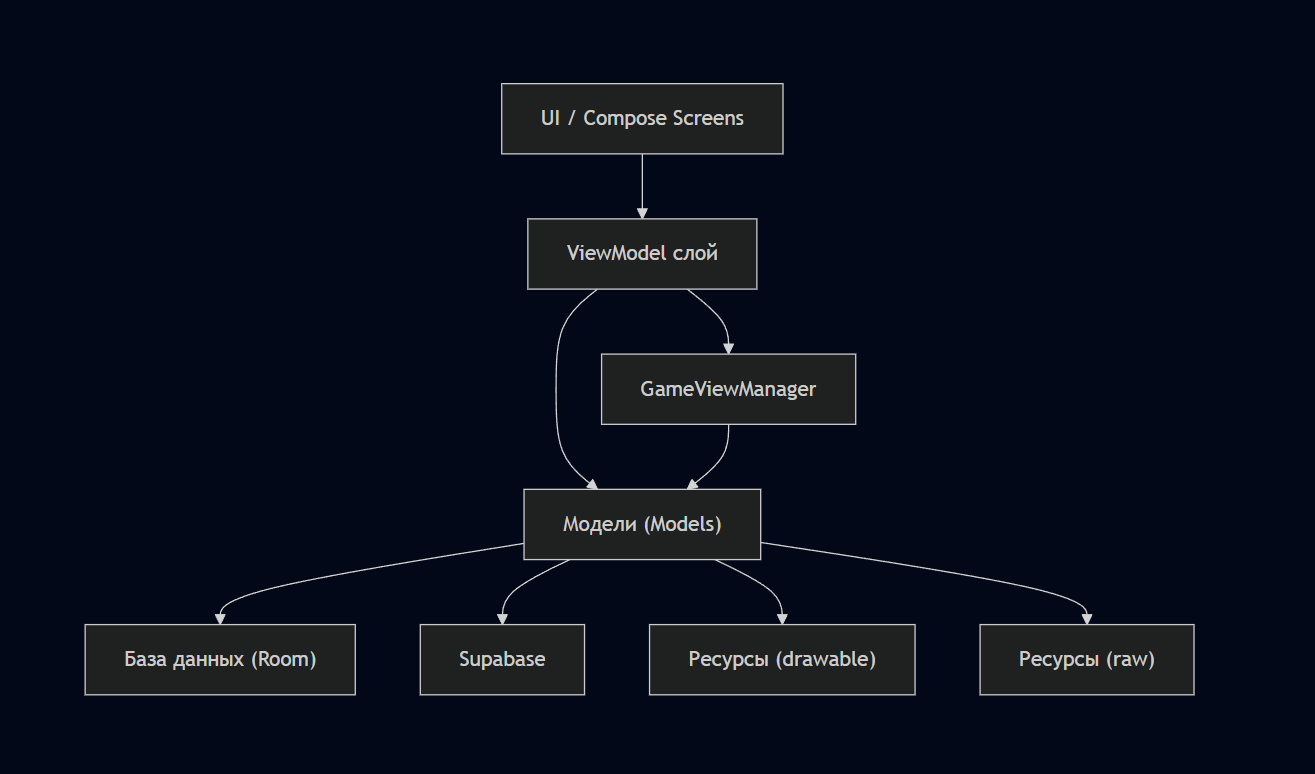 UI / Compose Screens
ViewModel слой
GameViewManager
Модели (Models)
База данных (Room)
Supabase
Ресурсы (drawable)
Ресурсы (raw)